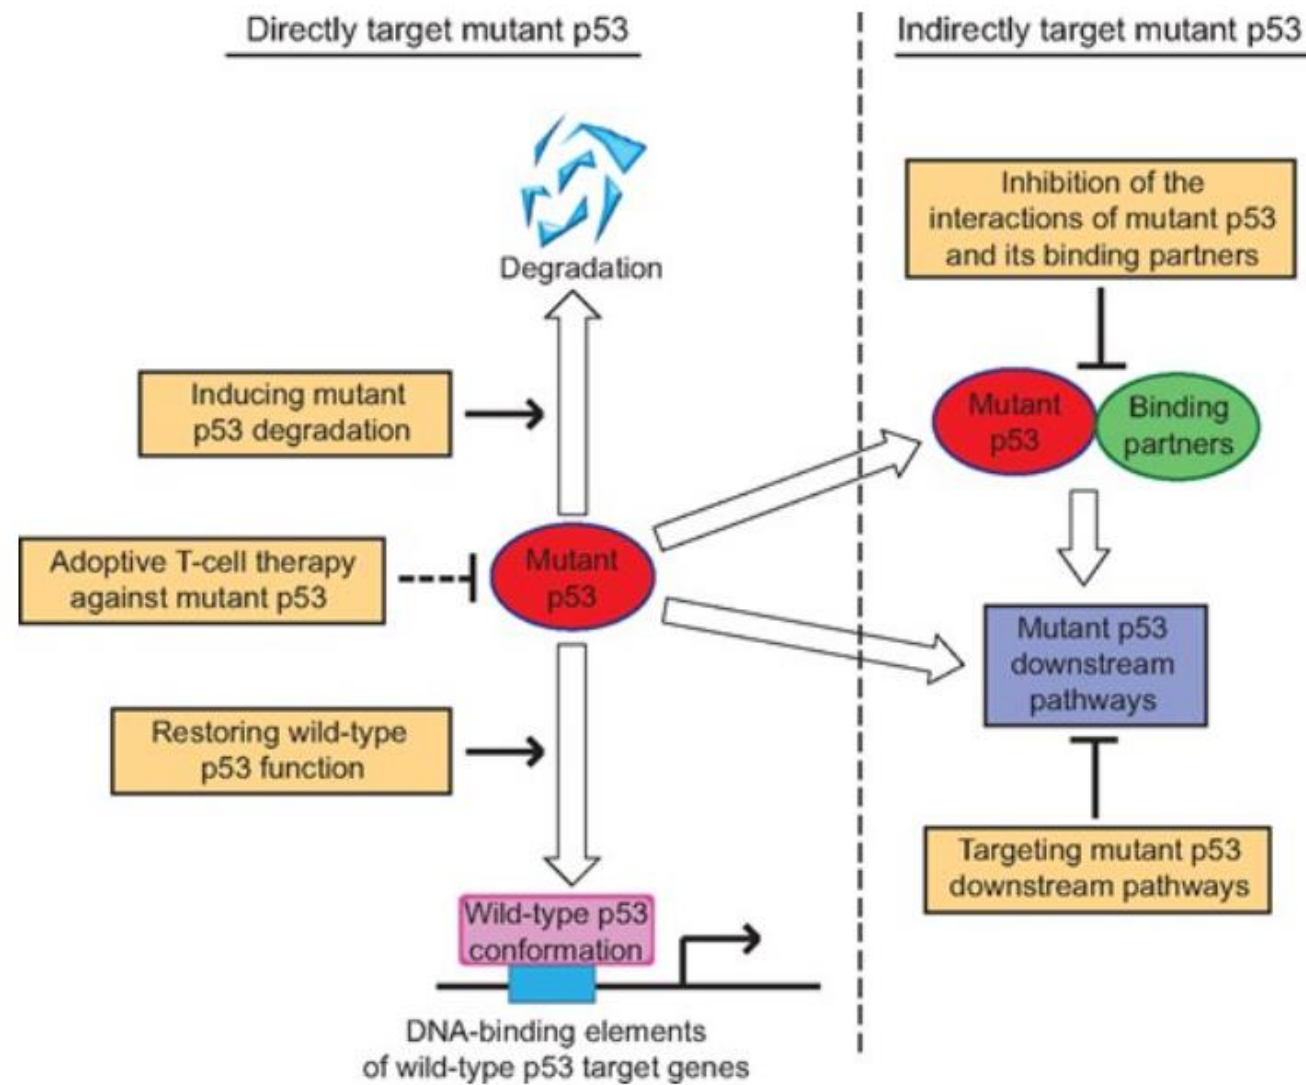 Directly target mutant p53
Indirectly target mutant p53
Degradation
Inducing mutant
p53 degradation
Adoptive T-cell therapy
against mutant p53
Mutant
p53
Restoring wild-type
p53 function
Wild-type p53
conformation
DNA-binding elements
of wild-type p53 target genes
Inhibition of the
interactions of mutant p53
and its binding partners
Mutant
p53
Binding
partners
Mutant p53
downstream
pathways
Targeting mutant p53
downstream pathways